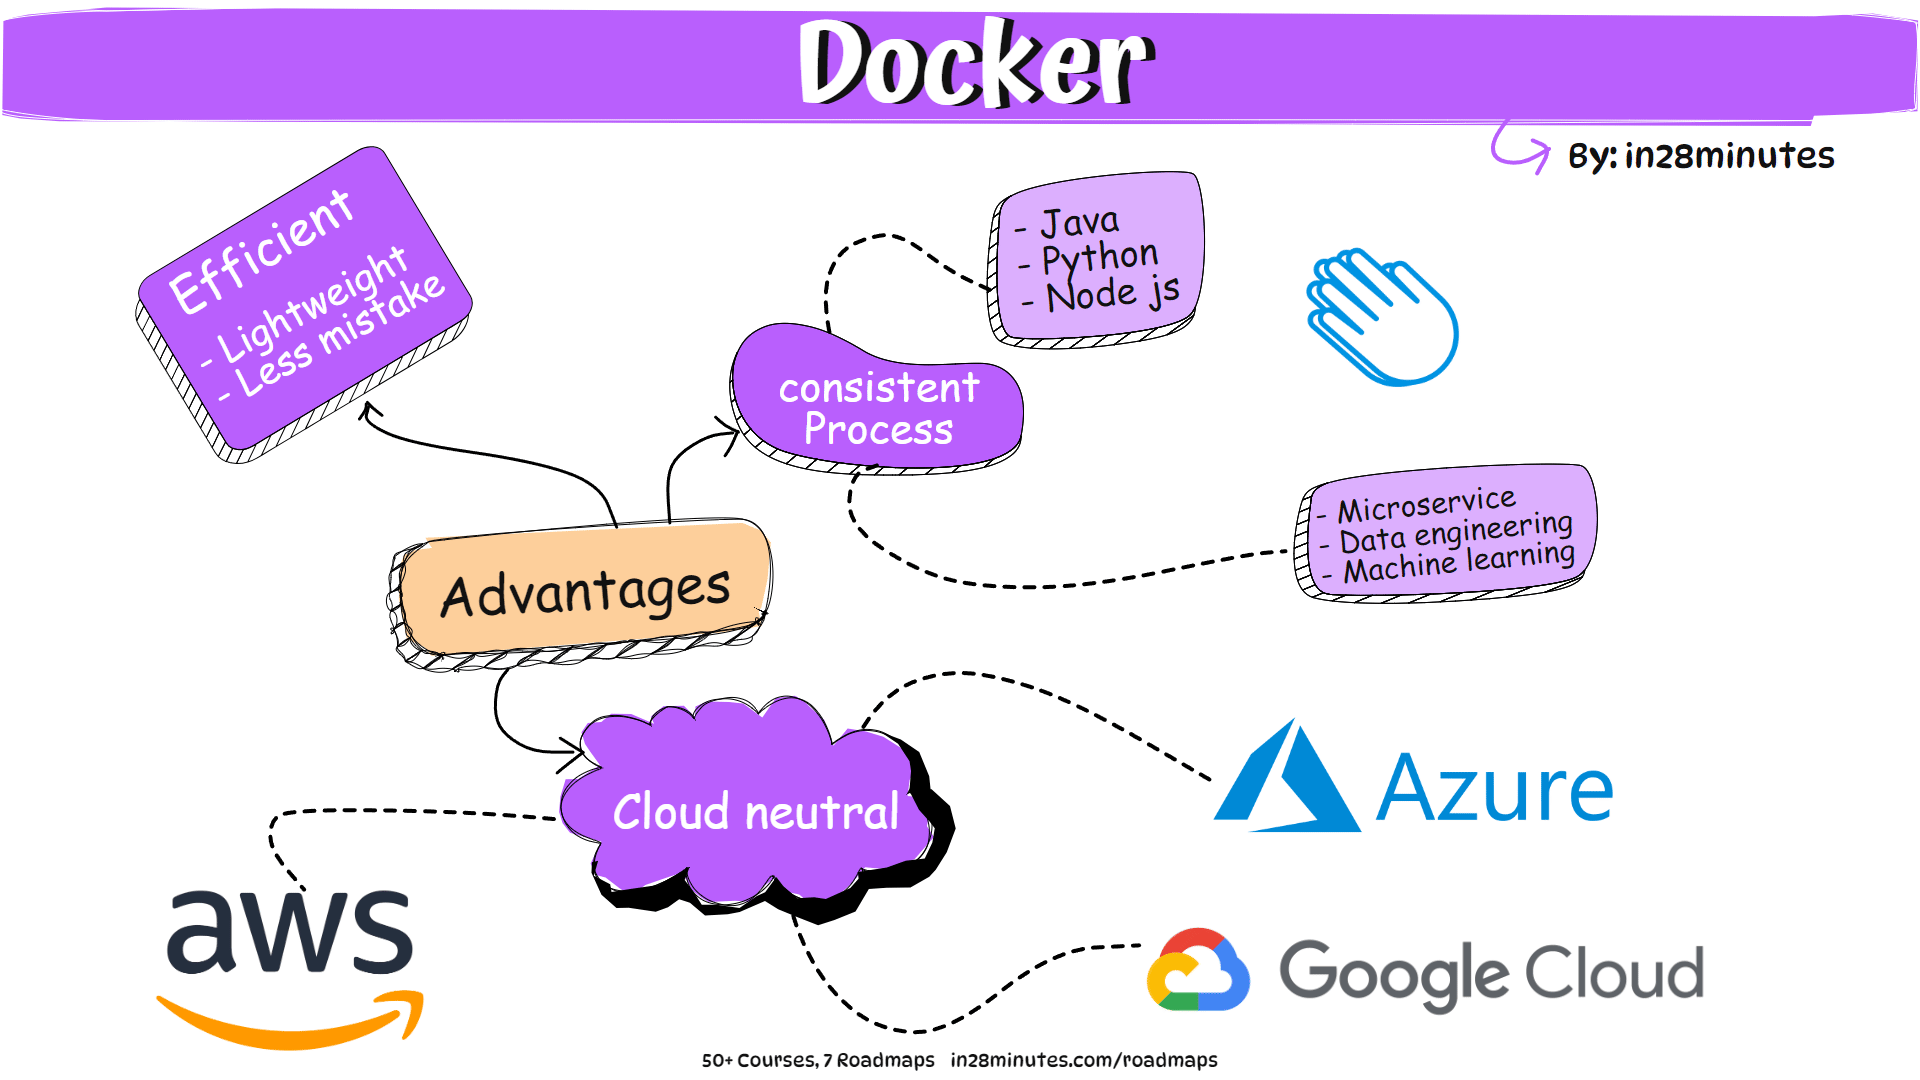 Docker
By: in28minutes
Efficient
- Lightweight
- Less mistake
- Java
- Python
- Node js
consistent
Process
- Microservice
- Data engineering
- Machine learning
Advantages
Cloud neutral
Azure
aws
Google Cloud
50+ Courses, 7 Roadmaps in28minutes.com/roadmaps